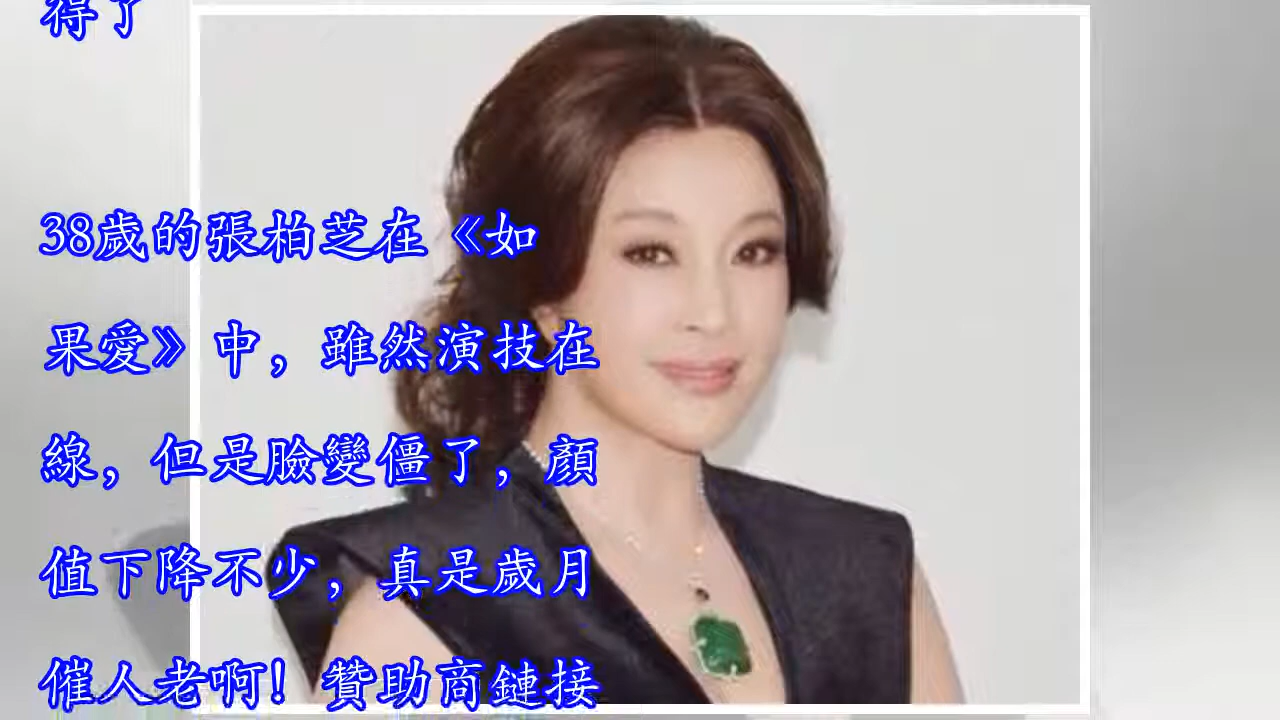 得了
38歲的張柏芝在《如
果愛》中，雖然演技在
線，但是臉變僵了，顏
值下降不少，真是歲月
催人老啊！贊助商鏈接